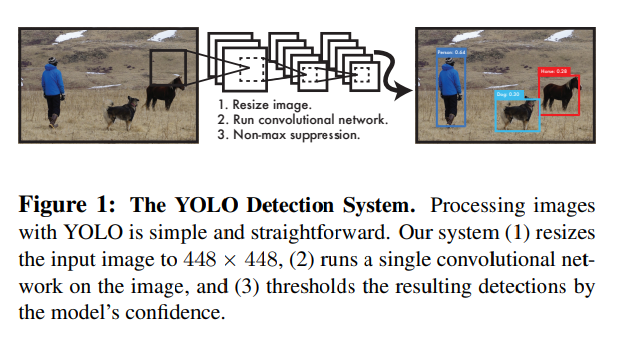 Person: 0.64
Horse: 0.28
Dog: 0.30
1. Resize image.
2. Run convolutional network.
3. Non-max suppression.
Figure 1: The YOLO Detection System. Processing images
with YOLO is simple and straightforward. Our system (1) resizes
the input image to 448 × 448, (2) runs a single convolutional net-
work on the image, and (3) thresholds the resulting detections by
the model's confidence.